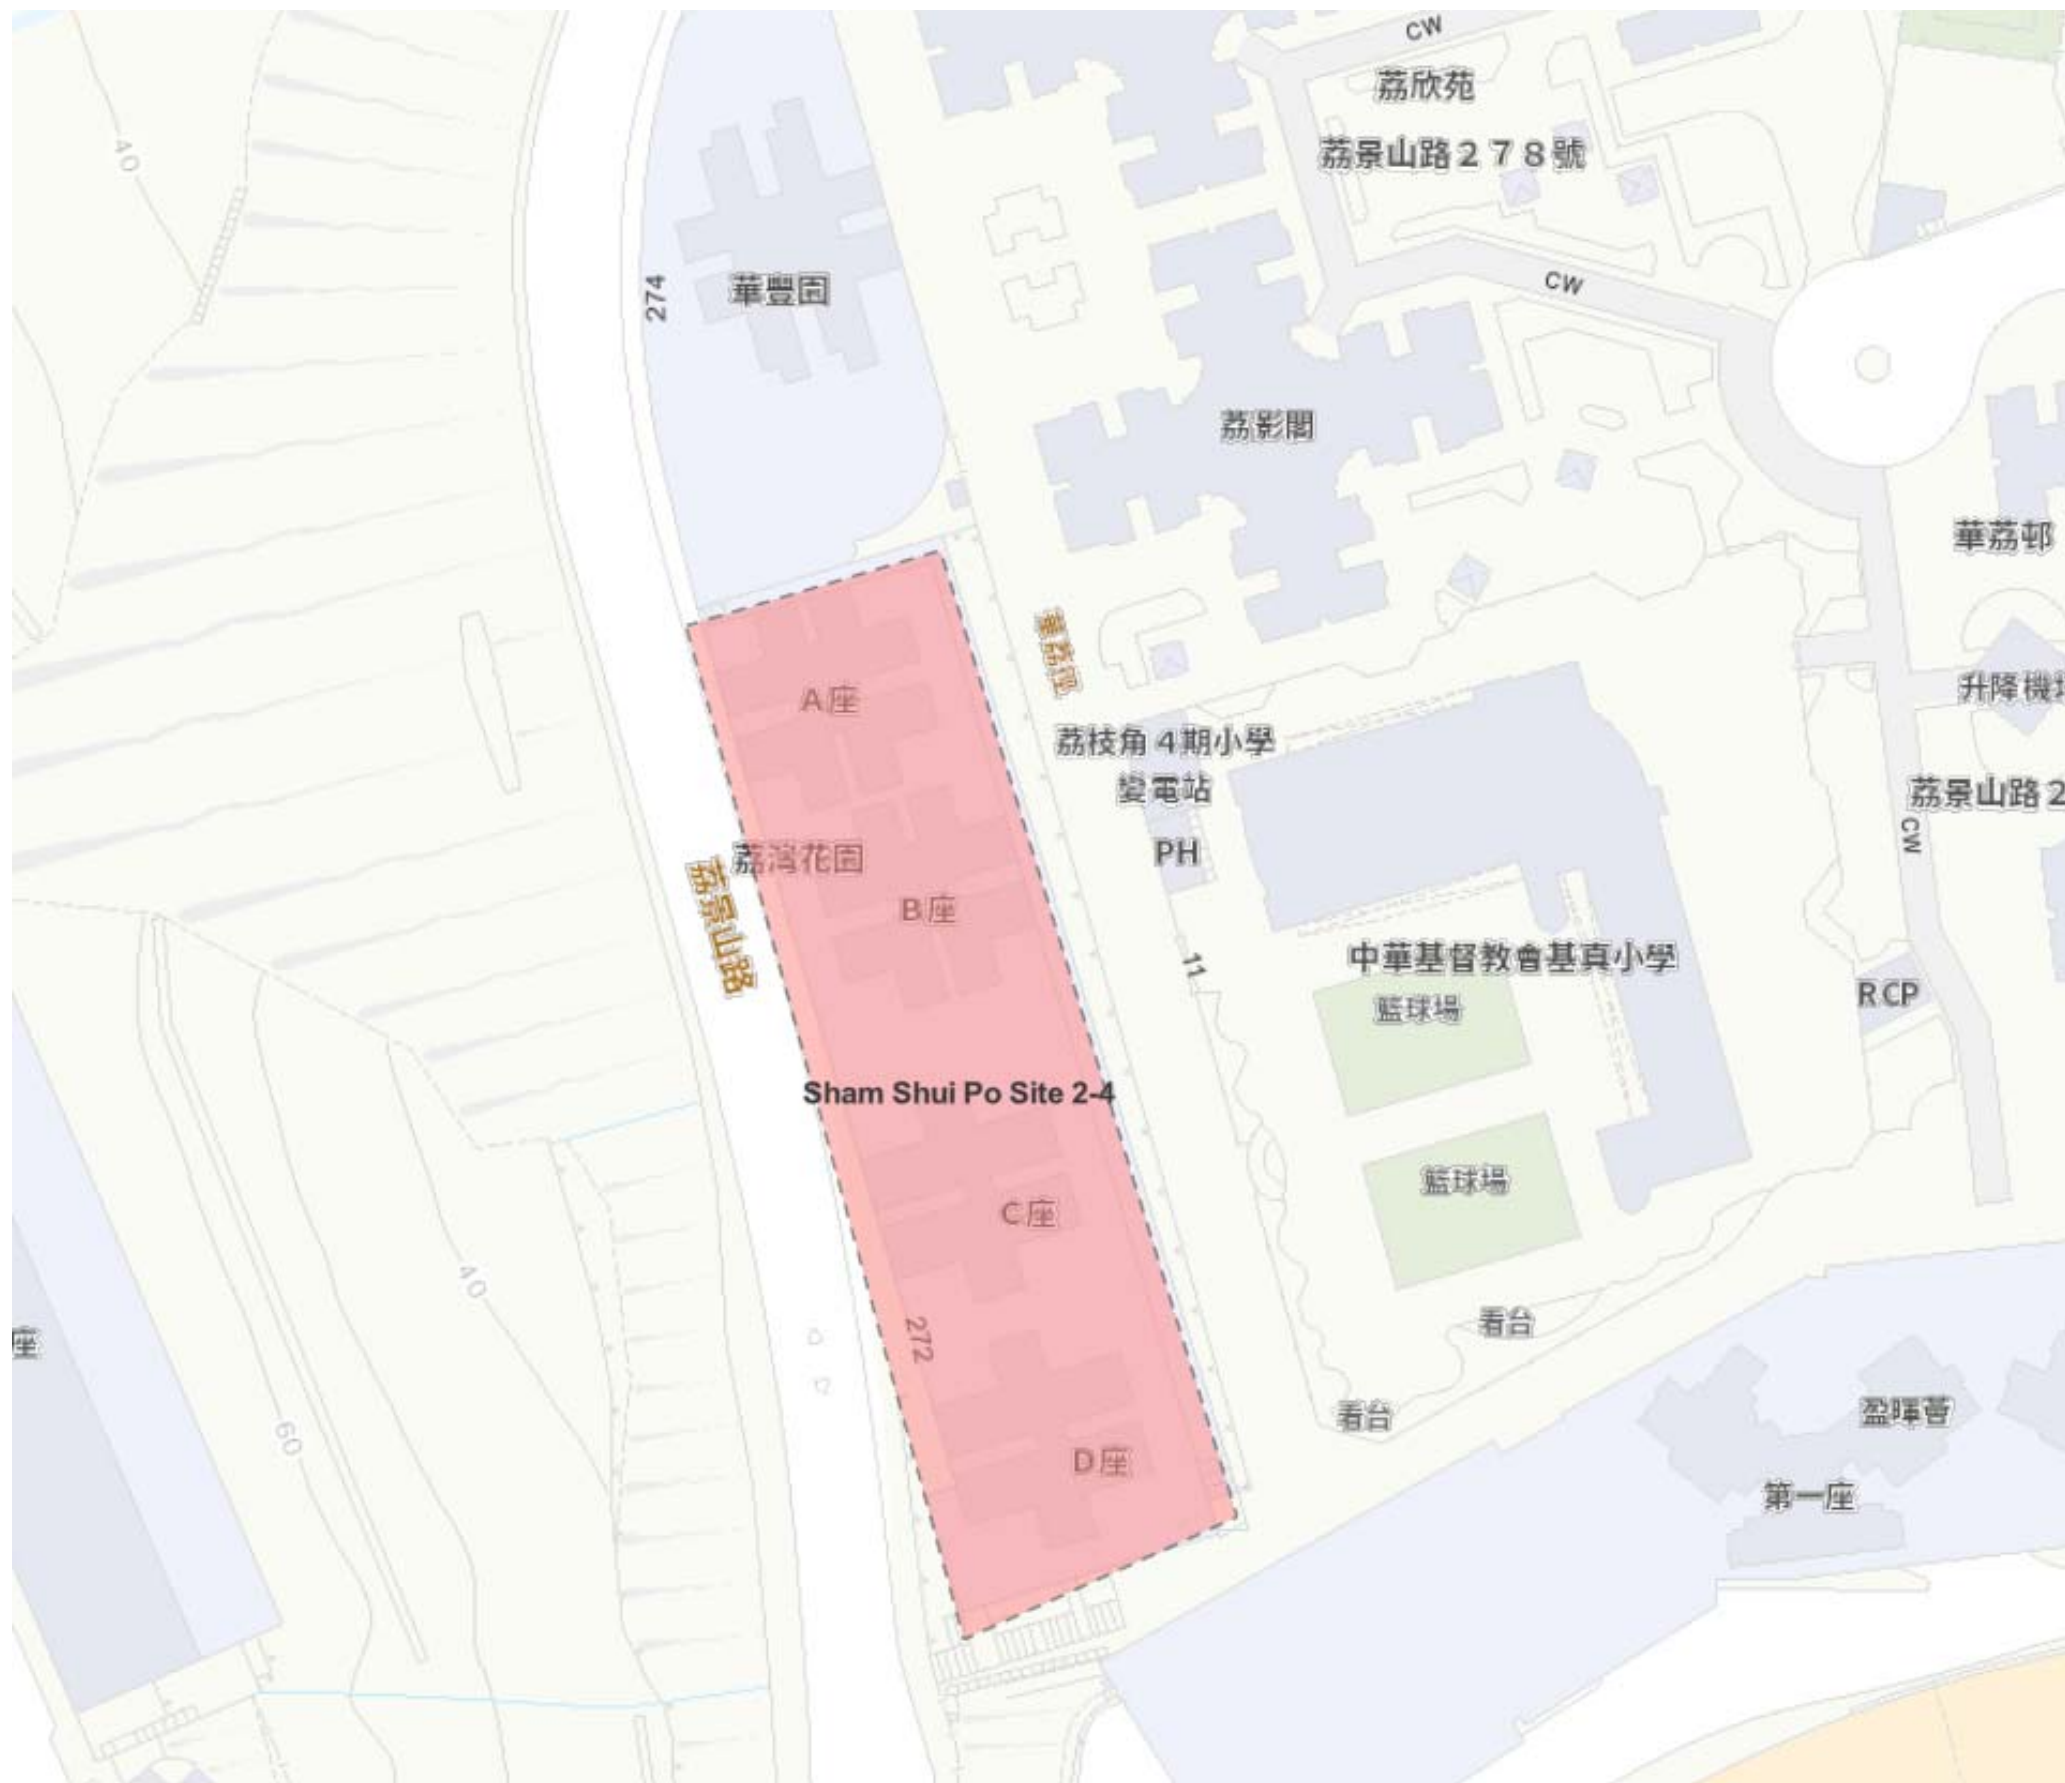 CW
荔欣苑
荔景山路２７８號
40
274
華豐園
CW
荔影閣
華荔邨
華荔徑
升降機塔
A座
荔枝角4期小學
變電站
荔景山路2
CW
PH
荔灣花園
荔景山路
B座
11
中華基督教會基真小學
籃球場
RCP
Sham Shui Po Site 2-4
籃球場
C座
40
272
看台
座
60
看台
盈暉薈
D座
第一座